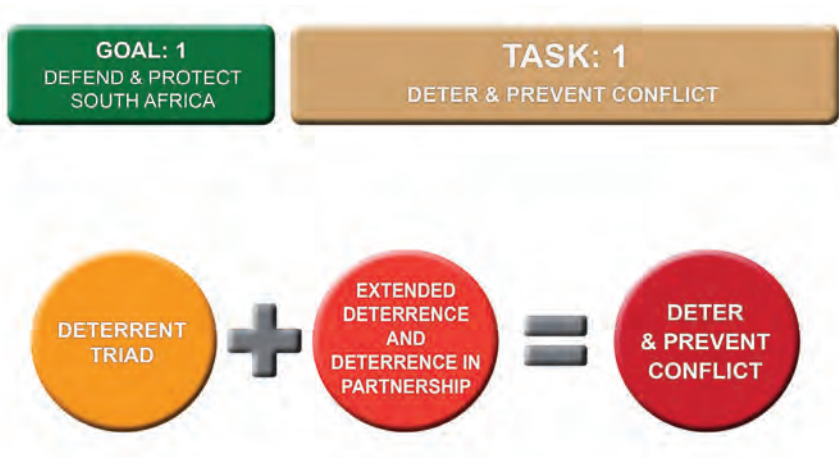 GOAL: 1
DEFEND & PROTECT
SOUTH AFRICA
TASK: 1
DETER & PREVENT CONFLICT
DETERRENT
TRIAD
EXTENDED
DETERRENCE
AND
DETERRENCE IN
PARTNERSHIP
DETER
& PREVENT
CONFLICT